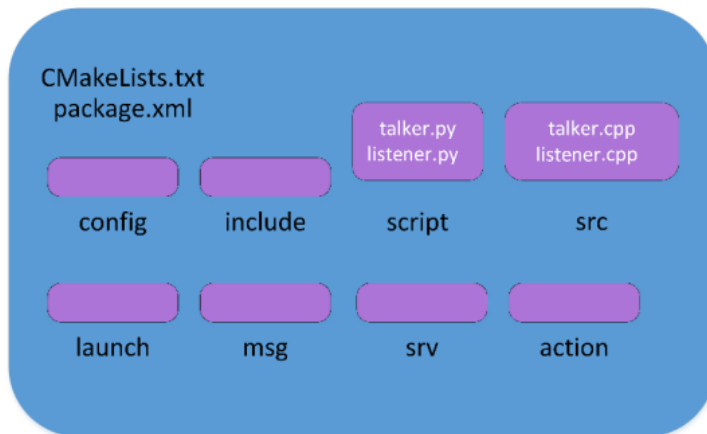 CMakeLists.txt
package.xml
talker.py
listener.py
talker.cpp
listener.cpp
config
include
script
src
launch
msg
srv
action